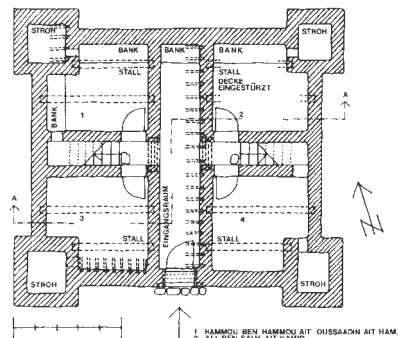 STROH
BANK
BANK
BANK
STROH
STALL
STALL
DECKE
EINGESTÜRZT
BANK
1
2
A
A
EINGANGSRAUM
3
4
STALL
STALL
STROH
STROH
N
1 HAMMOU BEN HAMMOU AIT OUSSAADIN AIT HAM.